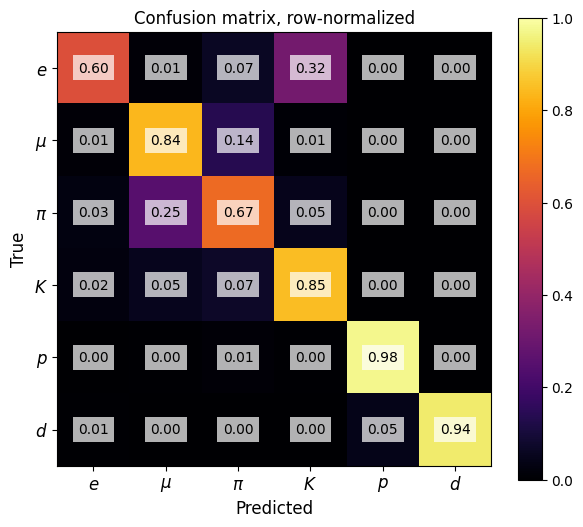 Confusion matrix, row-normalized
True
e 0.60 0.01 0.07 0.32 0.00 0.00
μ 0.01 0.84 0.14 0.01 0.00 0.00
π 0.03 0.25 0.67 0.05 0.00 0.00
K 0.02 0.05 0.07 0.85 0.00 0.00
p 0.00 0.00 0.01 0.00 0.98 0.00
d 0.01 0.00 0.00 0.00 0.05 0.94
e μ π K p d
Predicted
1.0
0.8
0.6
0.4
0.2
0.0